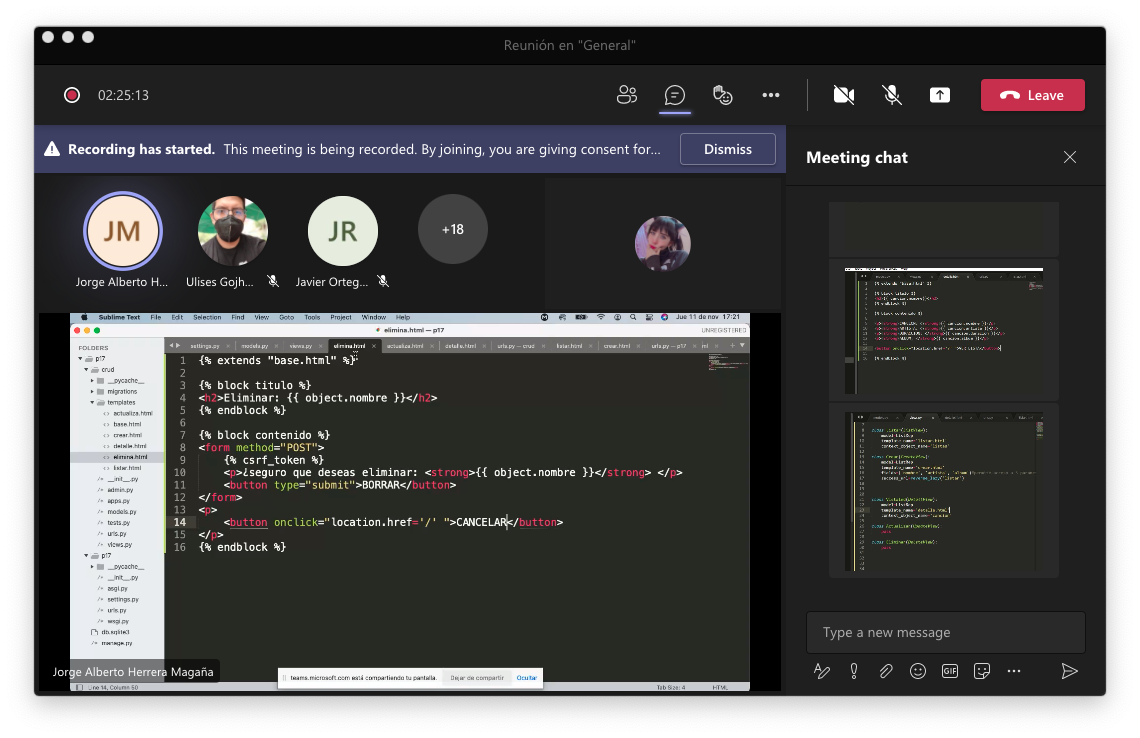 Reunión en "General"
02:25:13
Leave
Recording has started. This meeting is being recorded. By joining, you are giving consent for...
Dismiss
JM
JR
+18
Jorge Alberto H...
Ulises Gojh...
Javier Orteg...
Sublime Text File Edit Selection Find View Goto Tools Project Window Help
Jue 11 de nov 17:21
elimina.html — p17
UNREGISTERED
FOLDERS
p17
crud
__pycache__
migrations
templates
actualiza.html
base.html
crear.html
detalle.html
elimina.html
listar.html
__init__.py
admin.py
apps.py
models.py
tests.py
urls.py
views.py
p17
__pycache__
__init__.py
asgi.py
settings.py
urls.py
wsgi.py
db.sqlite3
manage.py
settings.py
models.py
views.py
elimina.html
actualiza.html
detalle.html
urls.py — crud
listar.html
crear.html
urls.py — p17
1 {% extends "base.html" %}
2
3 {% block titulo %}
4 <h2>Eliminar: {{ object.nombre }}</h2>
5 {% endblock %}
6
7 {% block contenido %}
8 <form method="POST">
9 {% csrf_token %}
10 <p>¿seguro que deseas eliminar: <strong>{{ object.nombre }}</strong> </p>
11 <button type="submit">BORRAR</button>
12 </form>
13 <p>
14 <button onclick="location.href='/' ">CANCELAR</button>
15 </p>
16 {% endblock %}
Jorge Alberto Herrera Magaña
teams.microsoft.com está compartiendo tu pantalla.
Dejar de compartir
Ocultar
Line 14, Column 50
Tab Size: 4
HTML
Meeting chat
Type a new message
GIF